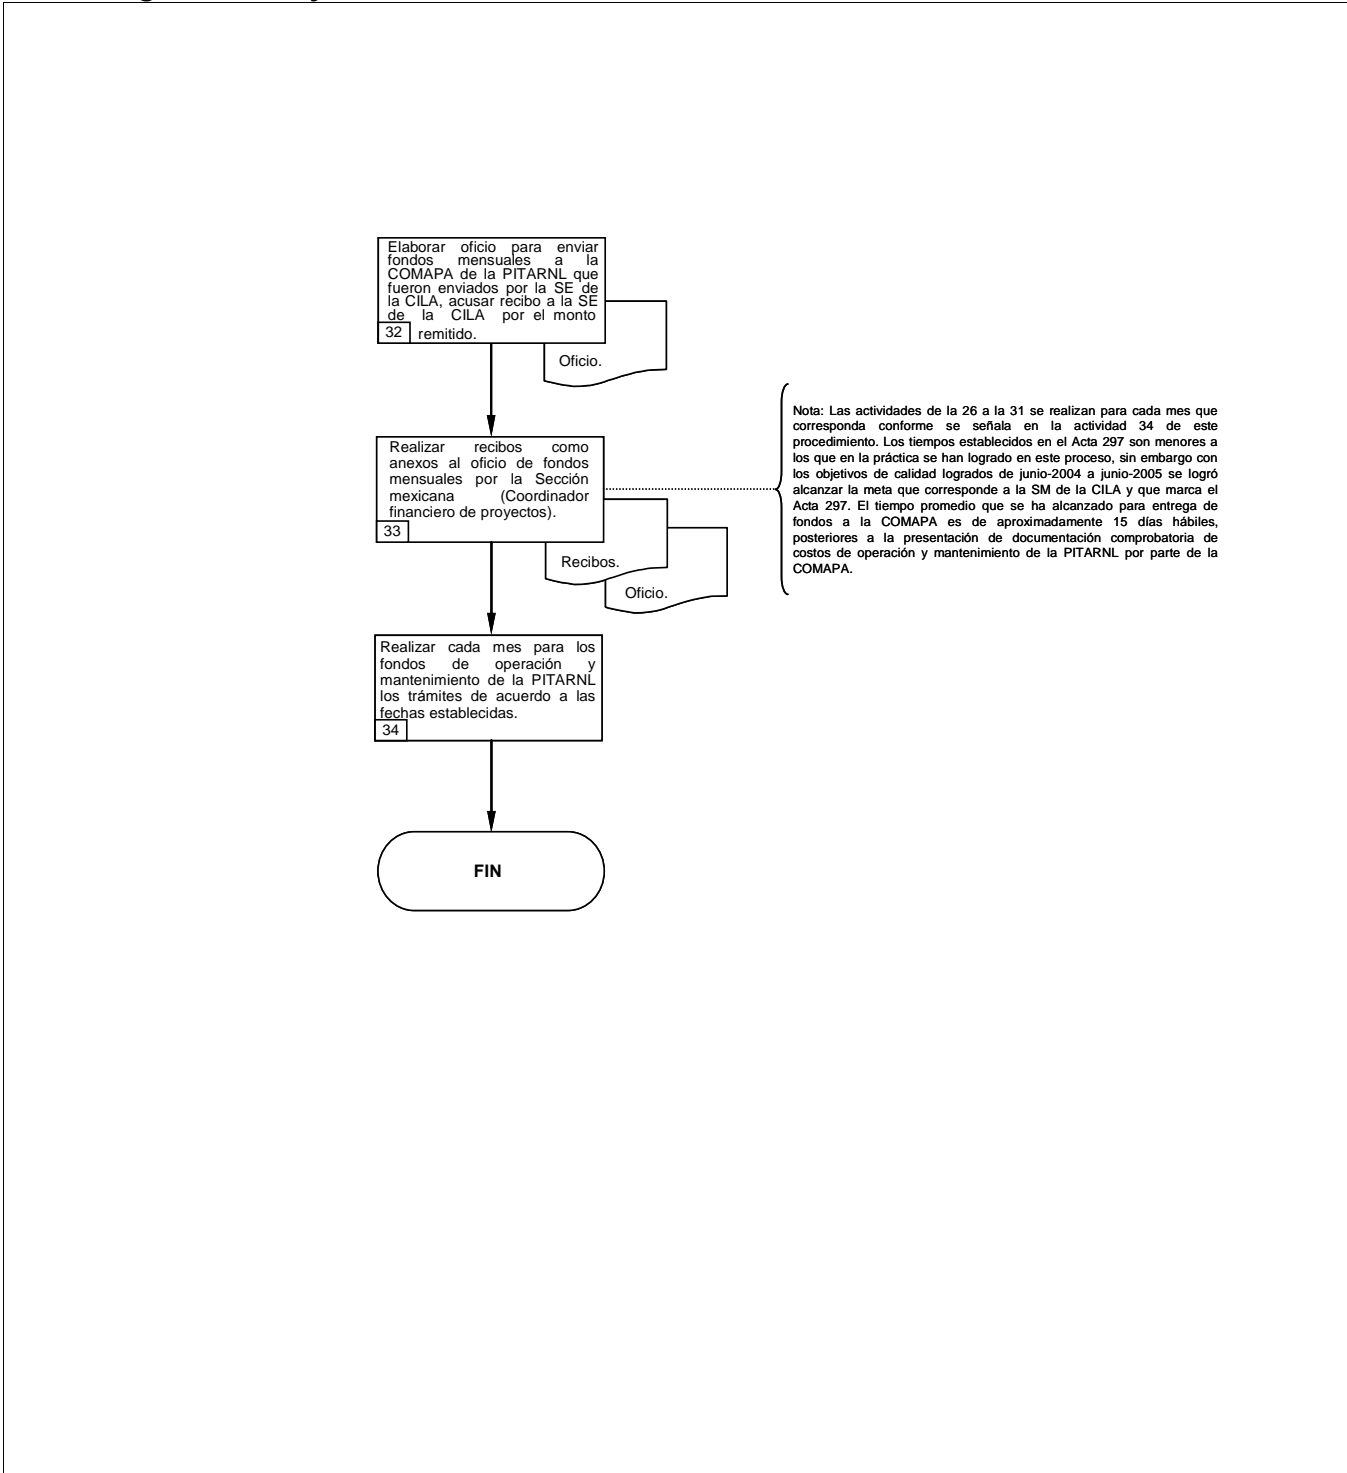 Elaborar oficio para enviar
fondos mensuales a la
COMAPA de la PITARNL que
fueron enviados por la SE de
la CILA, acusar recibo a la SE
de la CILA por el monto
32 remitido.
Oficio.
Realizar recibos como
anexos al oficio de fondos
mensuales por la Sección
mexicana (Coordinador
financiero de proyectos).
33
Recibos.
Oficio.
Nota: Las actividades de la 26 a la 31 se realizan para cada mes que
corresponda conforme se señala en la actividad 34 de este
procedimiento. Los tiempos establecidos en el Acta 297 son menores a
los que en la práctica se han logrado en este proceso, sin embargo con
los objetivos de calidad logrados de junio-2004 a junio-2005 se logró
alcanzar la meta que corresponde a la SM de la CILA y que marca el
Acta 297. El tiempo promedio que se ha alcanzado para entrega de
fondos a la COMAPA es de aproximadamente 15 días hábiles,
posteriores a la presentación de documentación comprobatoria de
costos de operación y mantenimiento de la PITARNL por parte de la
COMAPA.
Realizar cada mes para los
fondos de operación y
mantenimiento de la PITARNL
los trámites de acuerdo a las
fechas establecidas.
34
FIN